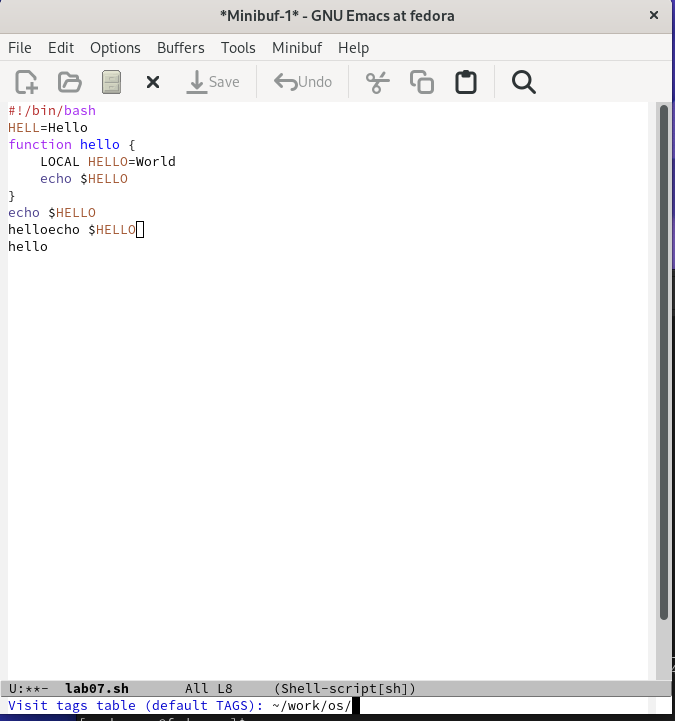 *Minibuf-1* - GNU Emacs at fedora
File Edit Options Buffers Tools Minibuf Help
Save Undo
#!/bin/bash
HELL=Hello
function hello {
    LOCAL HELLO=World
    echo $HELLO
}
echo $HELLO
helloecho $HELLO
hello
U:**-  lab07.sh       All L8     (Shell-script[sh])
Visit tags table (default TAGS): ~/work/os/